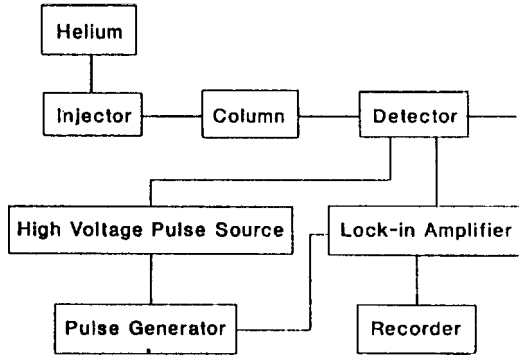 Helium
Injector
Column
Detector
High Voltage Pulse Source
Lock-in Amplifier
Pulse Generator
Recorder